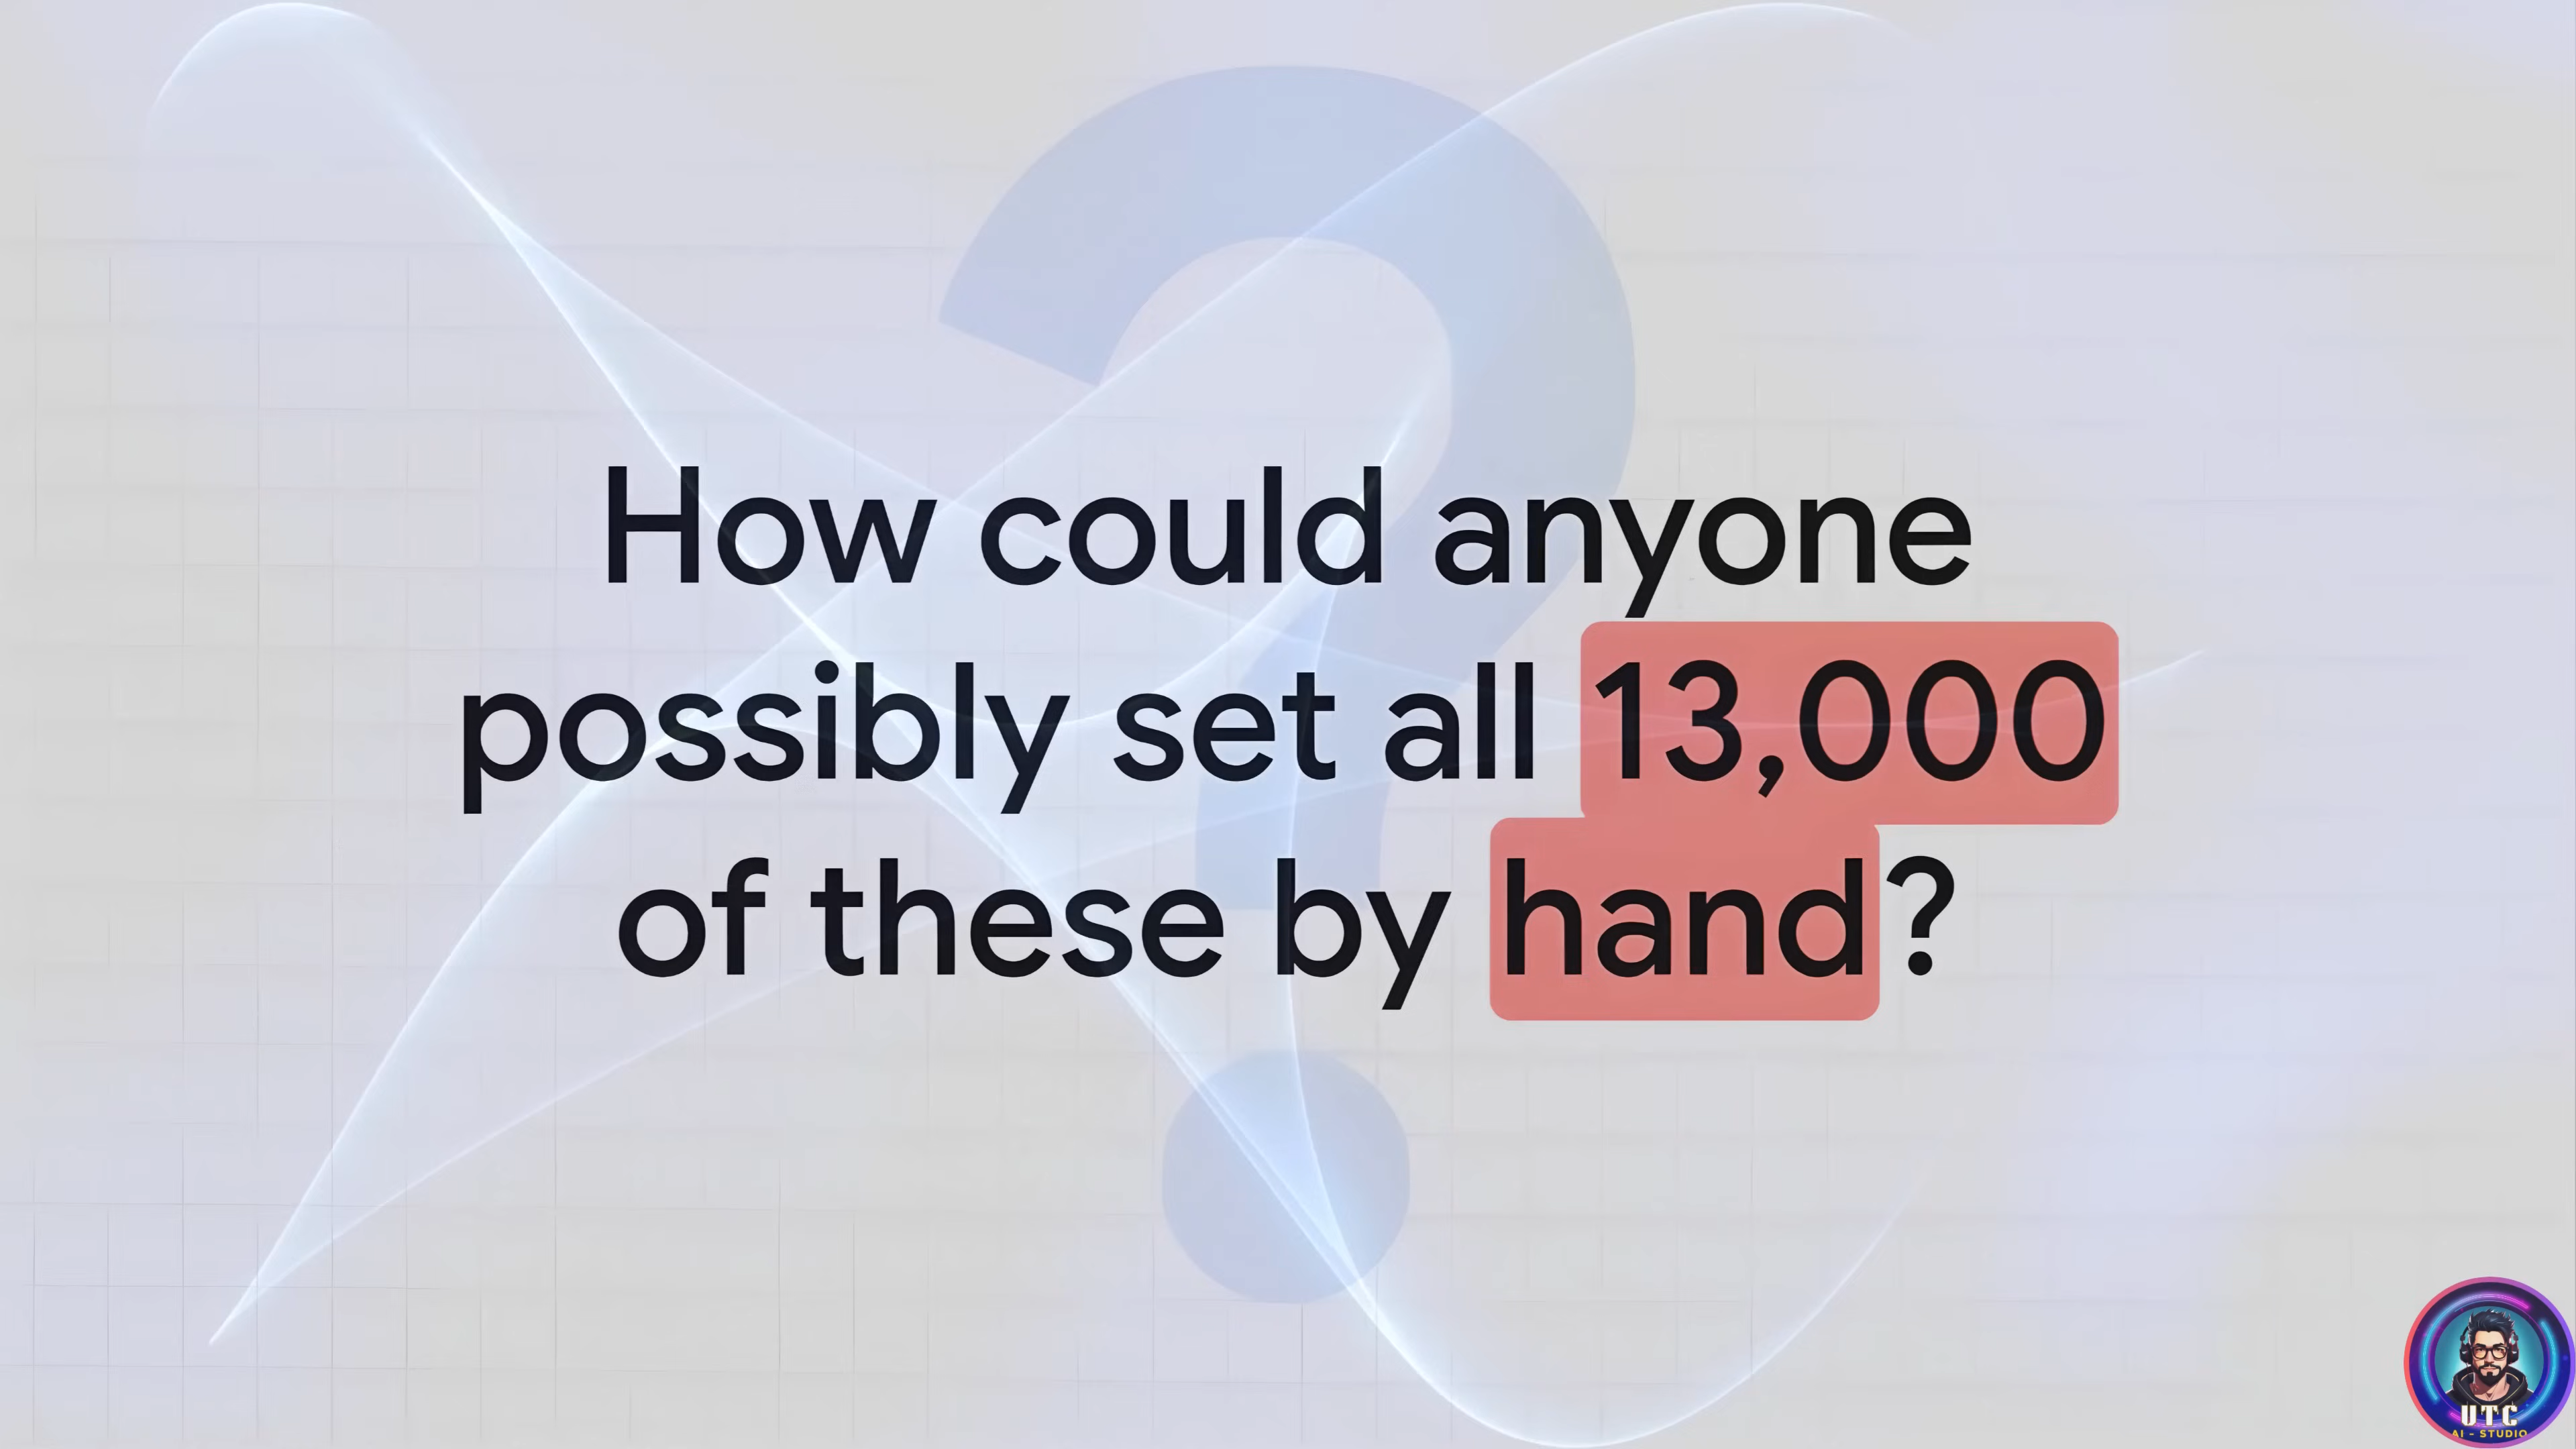 How could anyone
possibly set all 13,000
of these by hand?
UTC
AI - STUDIO